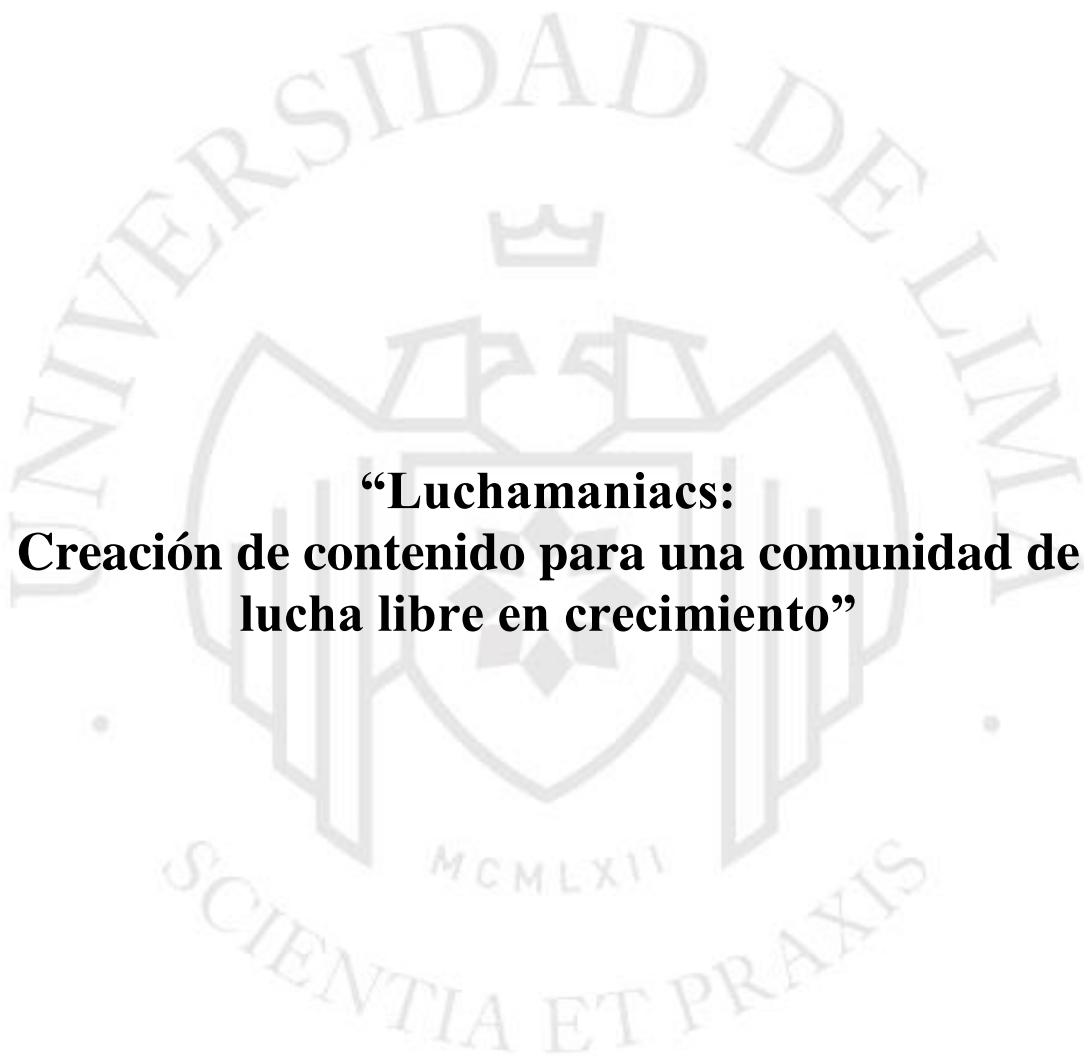 UNIVERSIDAD DE LIMA
“Luchamaniacs:
Creación de contenido para una comunidad de
lucha libre en crecimiento”
MCMLXII
SCIENTIA ET PRAXIS